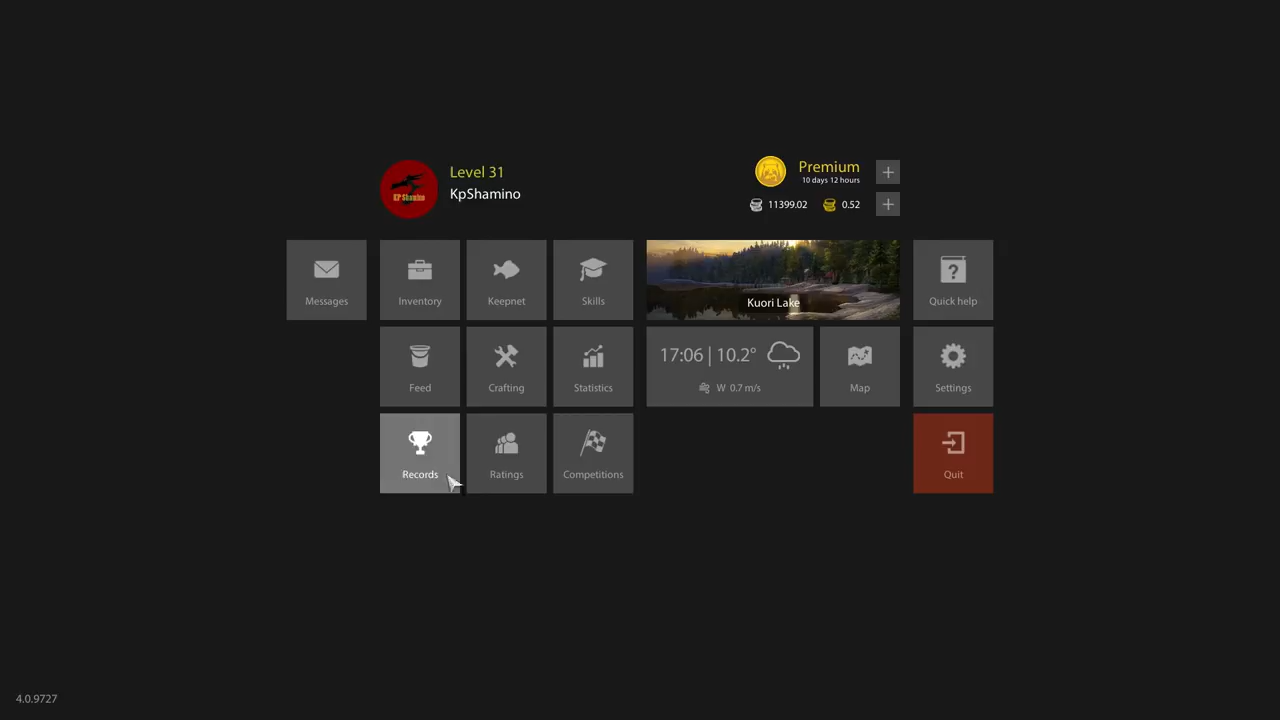 Level 31
KpShamino
KP Shamino
Premium
10 days 12 hours
11399.02
0.52
Messages
Inventory
Keepnet
Skills
Kuori Lake
Quick help
Feed
Crafting
Statistics
17:06 | 10.2°
W 0.7 m/s
Map
Settings
Records
Ratings
Competitions
Quit
4.0.9727